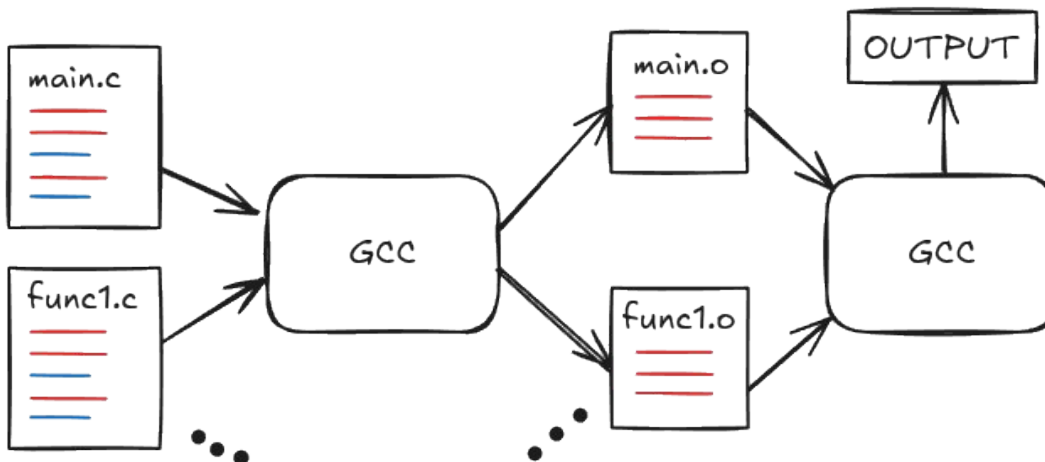 main.c
func1.c
GCC
main.o
func1.o
GCC
OUTPUT